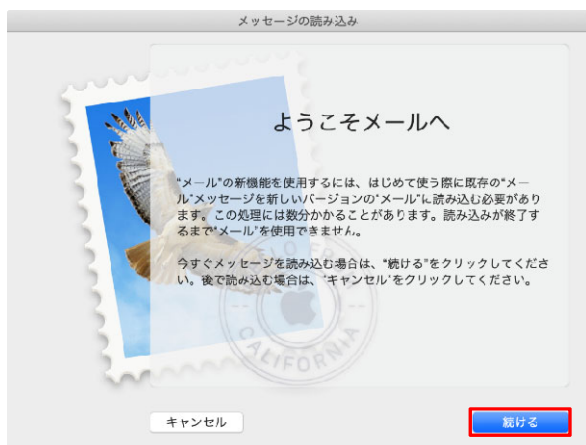 メッセージの読み込み
ようこそメールへ
"メール"の新機能を使用するには、はじめて使う際に既存の"メー
ル"メッセージを新しいバージョンの"メール"に読み込む必要があり
ます。この処理には数分かかることがあります。読み込みが終了す
るまで"メール"を使用できません。
今すぐメッセージを読み込む場合は、"続ける"をクリックしてくださ
い。後で読み込む場合は、"キャンセル"をクリックしてください。
HELLO FROM
CALIFORNIA
キャンセル
続ける